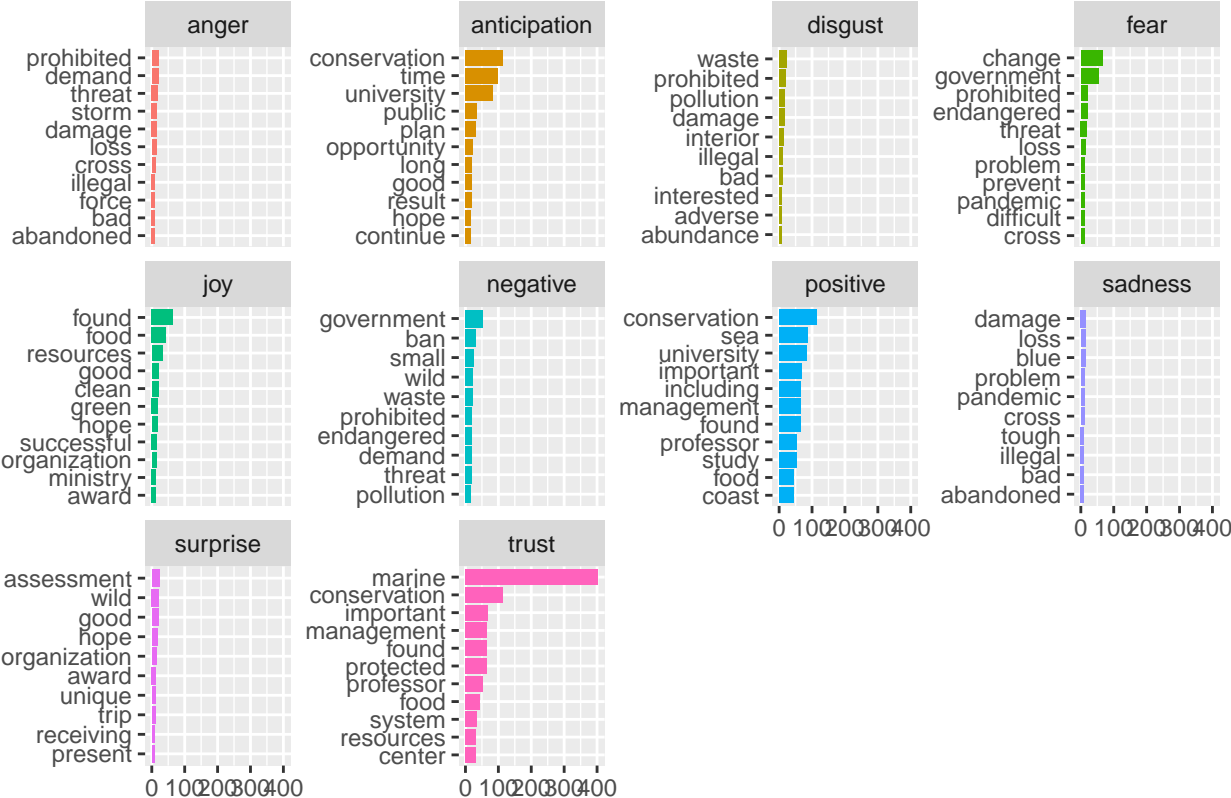 anger
prohibited
demand
threat
storm
damage
loss
cross
illegal
force
bad
abandoned
anticipation
conservation
time
university
public
plan
opportunity
long
good
result
hope
continue
disgust
waste
prohibited
pollution
damage
interior
illegal
bad
interested
adverse
abundance
fear
change
government
prohibited
endangered
threat
loss
problem
prevent
pandemic
difficult
cross
joy
found
food
resources
good
clean
green
hope
successful
organization
ministry
award
negative
government
ban
small
wild
waste
prohibited
endangered
demand
threat
pollution
positive
conservation
sea
university
important
including
management
found
professor
study
food
coast
0 100 200 300 400
sadness
damage
loss
blue
problem
pandemic
cross
tough
illegal
bad
abandoned
0 100 200 300 400
surprise
assessment
wild
good
hope
organization
award
unique
trip
receiving
present
0 100 200 300 400
trust
marine
conservation
important
management
found
protected
professor
food
system
resources
center
0 100 200 300 400